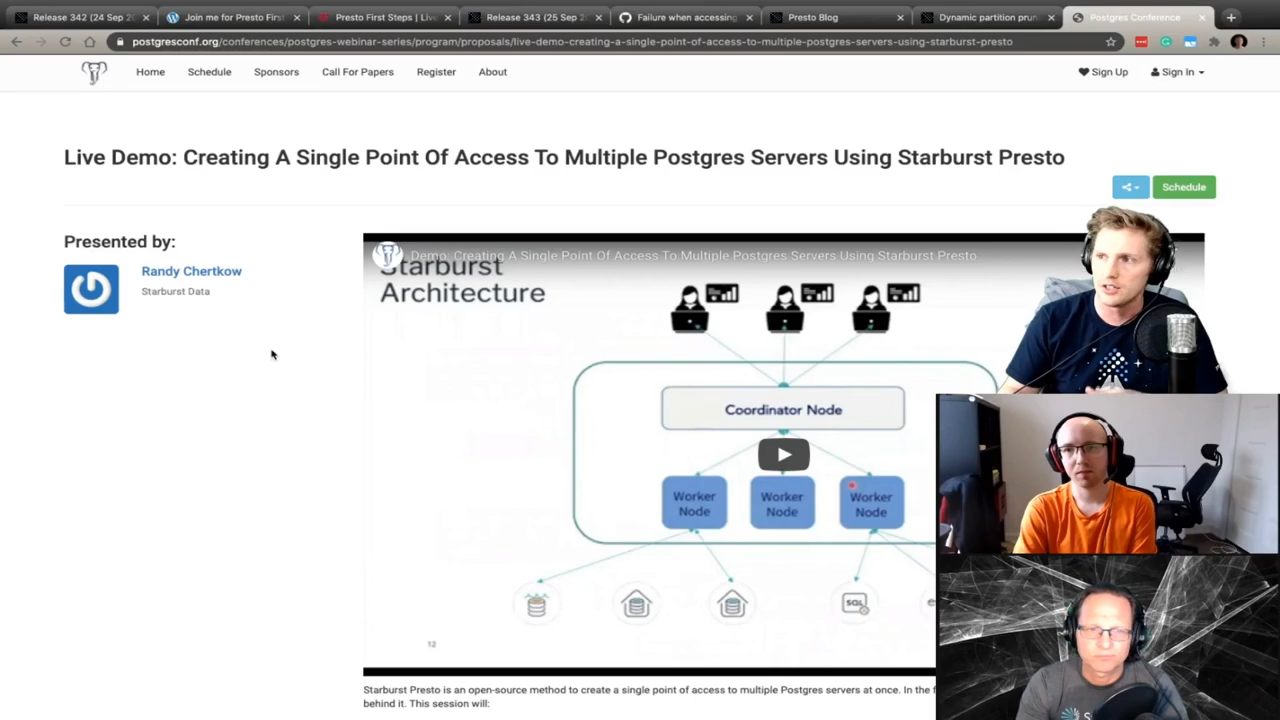 Release 342 (24 Sep 2
Join me for Presto First
Presto First Steps | Live
Release 343 (25 Sep 2
Failure when accessing
Presto Blog
Dynamic partition prun
Postgres Conference
postgresconf.org/conferences/postgres-webinar-series/program/proposals/live-demo-creating-a-single-point-of-access-to-multiple-postgres-servers-using-starburst-presto
Home
Schedule
Sponsors
Call For Papers
Register
About
Sign Up
Sign In
Live Demo: Creating A Single Point Of Access To Multiple Postgres Servers Using Starburst Presto
Schedule
Presented by:
Randy Chertkow
Starburst Data
Demo: Creating A Single Point Of Access To Multiple Postgres Servers Using Starburst Presto
Starburst
Architecture
Coordinator Node
Worker
Node
Worker
Node
Worker
Node
SQL
12
Starburst Presto is an open-source method to create a single point of access to multiple Postgres servers at once. In the f
behind it. This session will: